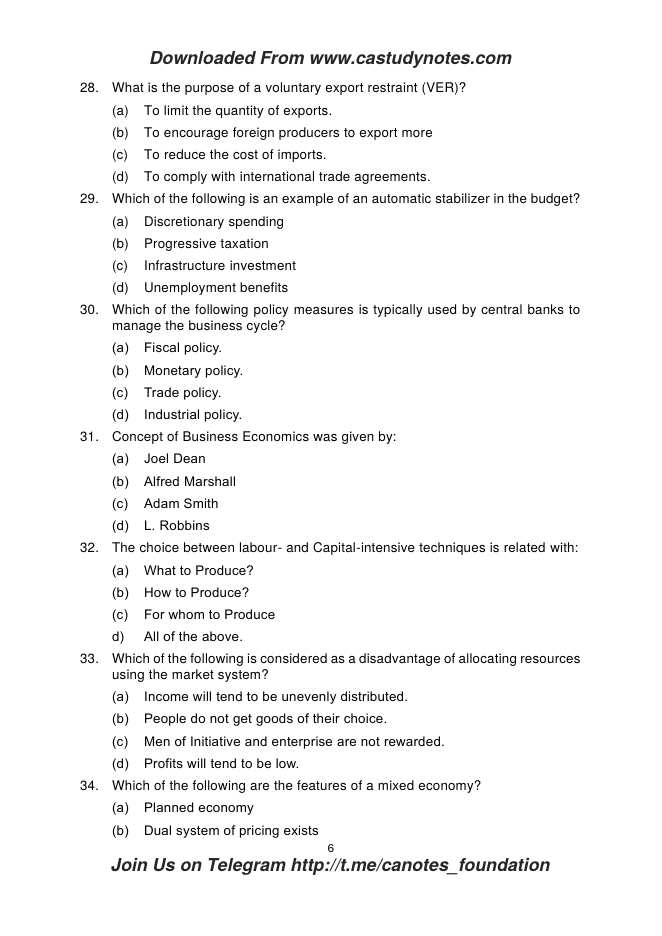 Downloaded From www.castudynotes.com
28. What is the purpose of a voluntary export restraint (VER)?
(a) To limit the quantity of exports.
(b) To encourage foreign producers to export more
(c) To reduce the cost of imports.
(d) To comply with international trade agreements.
29. Which of the following is an example of an automatic stabilizer in the budget?
(a) Discretionary spending
(b) Progressive taxation
(c) Infrastructure investment
(d) Unemployment benefits
30. Which of the following policy measures is typically used by central banks to
manage the business cycle?
(a) Fiscal policy.
(b) Monetary policy.
(c) Trade policy.
(d) Industrial policy.
31. Concept of Business Economics was given by:
(a) Joel Dean
(b) Alfred Marshall
(c) Adam Smith
(d) L. Robbins
32. The choice between labour- and Capital-intensive techniques is related with:
(a) What to Produce?
(b) How to Produce?
(c) For whom to Produce
d) All of the above.
33. Which of the following is considered as a disadvantage of allocating resources
using the market system?
(a) Income will tend to be unevenly distributed.
(b) People do not get goods of their choice.
(c) Men of Initiative and enterprise are not rewarded.
(d) Profits will tend to be low.
34. Which of the following are the features of a mixed economy?
(a) Planned economy
(b) Dual system of pricing exists
6
Join Us on Telegram http://t.me/canotes_foundation